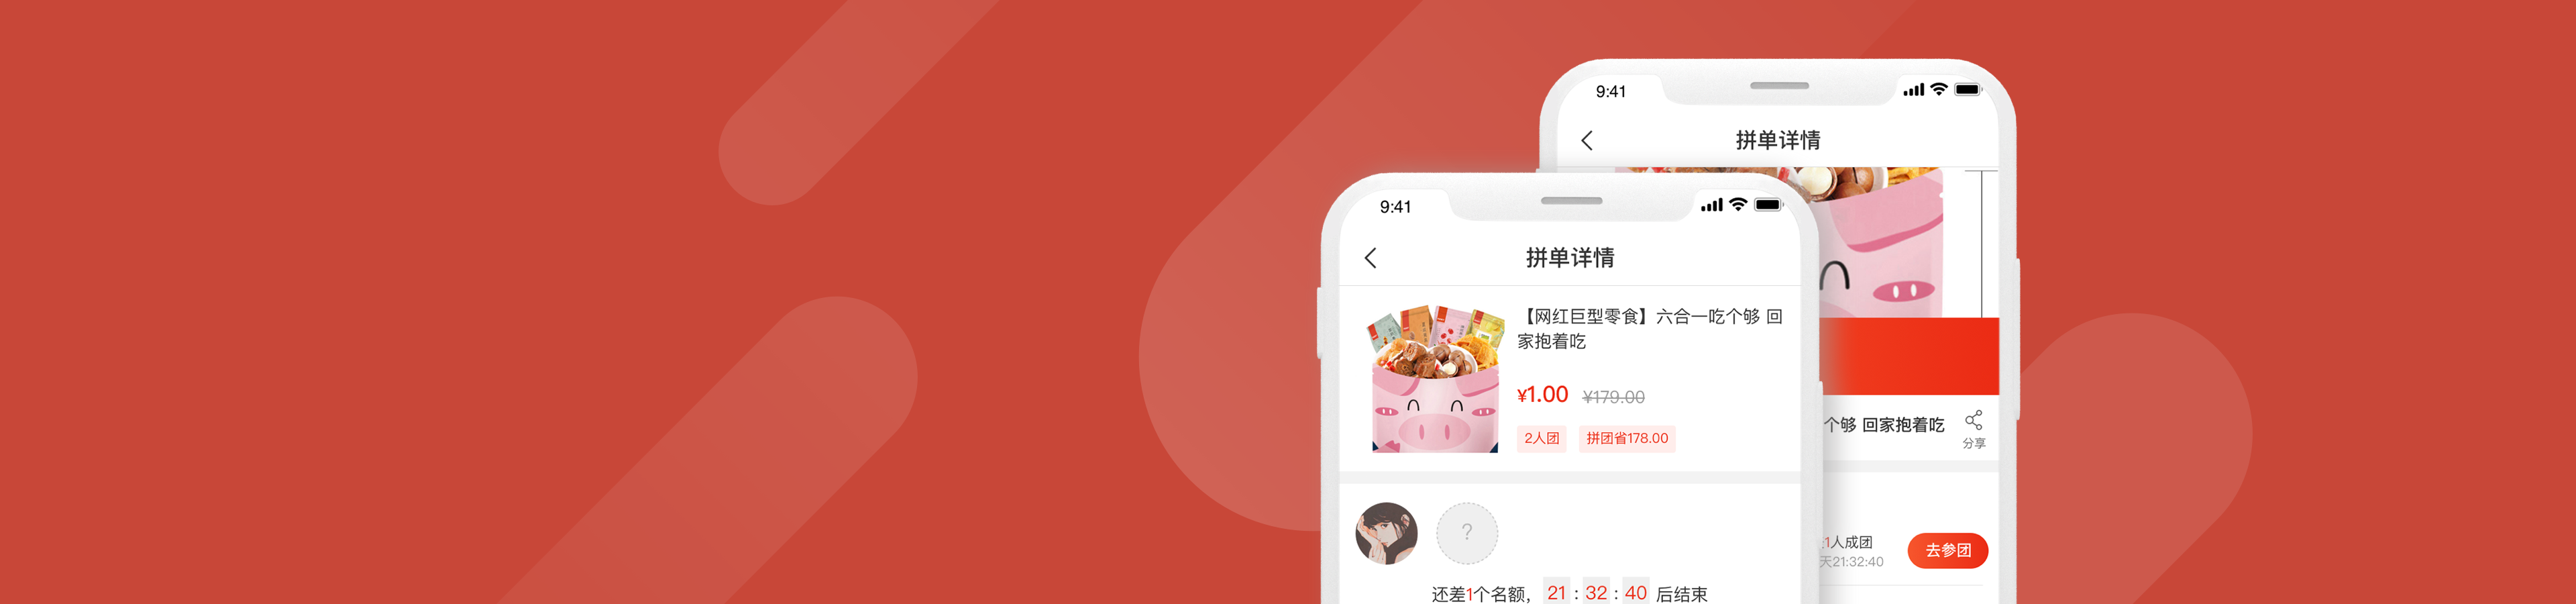 9:41
拼单详情
个够 回家抱着吃
分享
1人成团
天21:32:40
去参团
9:41
拼单详情
【网红巨型零食】六合一吃个够 回
家抱着吃
¥1.00 ¥179.00
2人团 拼团省178.00
?
还差1个名额， 21 : 32 : 40 后结束